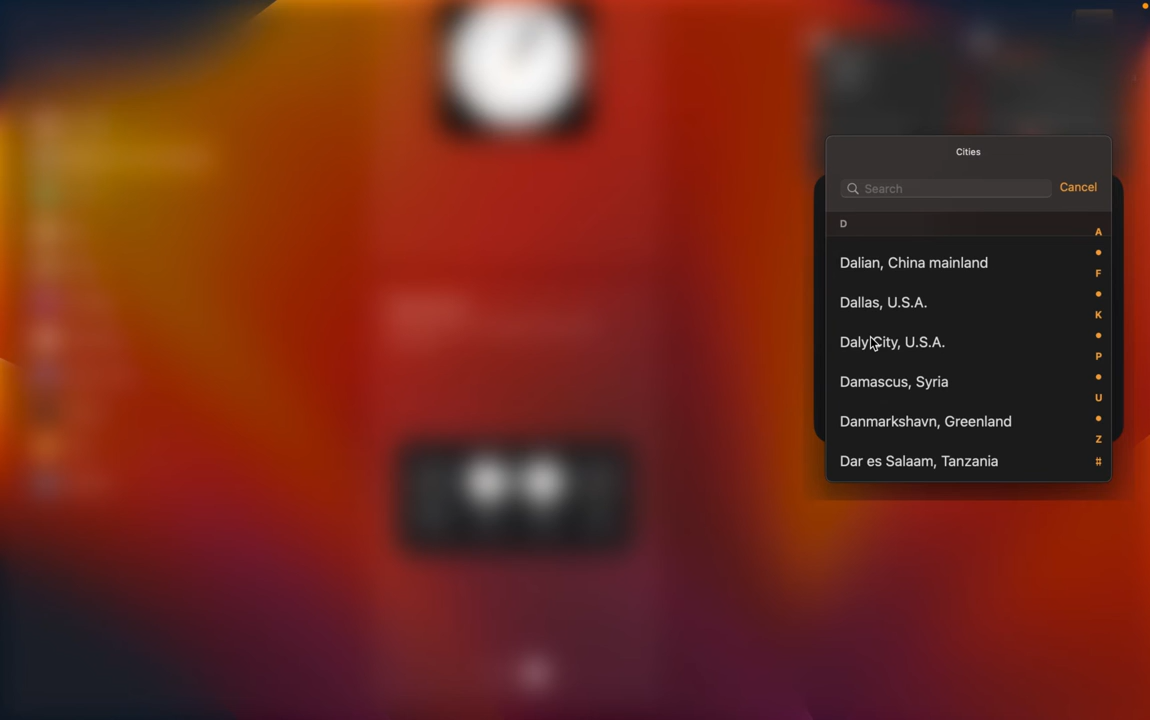 Cities
Search
Cancel
D
A
Dalian, China mainland
F
Dallas, U.S.A.
K
Daly City, U.S.A.
P
Damascus, Syria
U
Danmarkshavn, Greenland
Z
Dar es Salaam, Tanzania
#